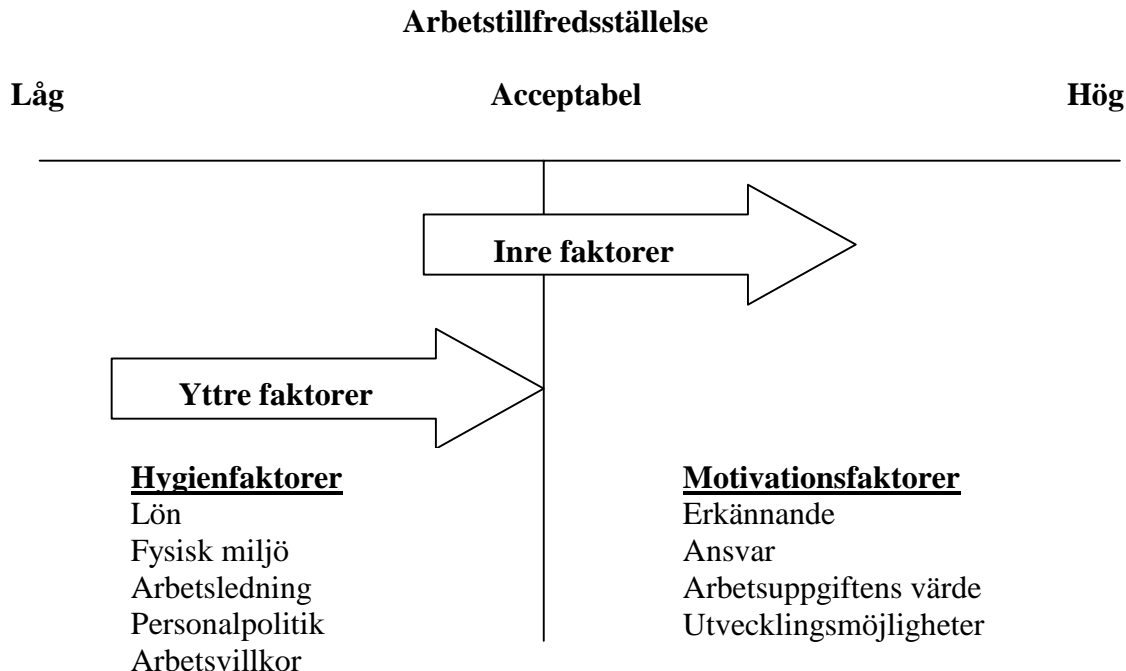 Arbetstillfredsställelse
Låg Acceptabel Hög
Inre faktorer
Yttre faktorer
Hygienfaktorer
Lön
Fysisk miljö
Arbetsledning
Personalpolitik
Arbetsvillkor
Motivationsfaktorer
Erkännande
Ansvar
Arbetsuppgiftens värde
Utvecklingsmöjligheter